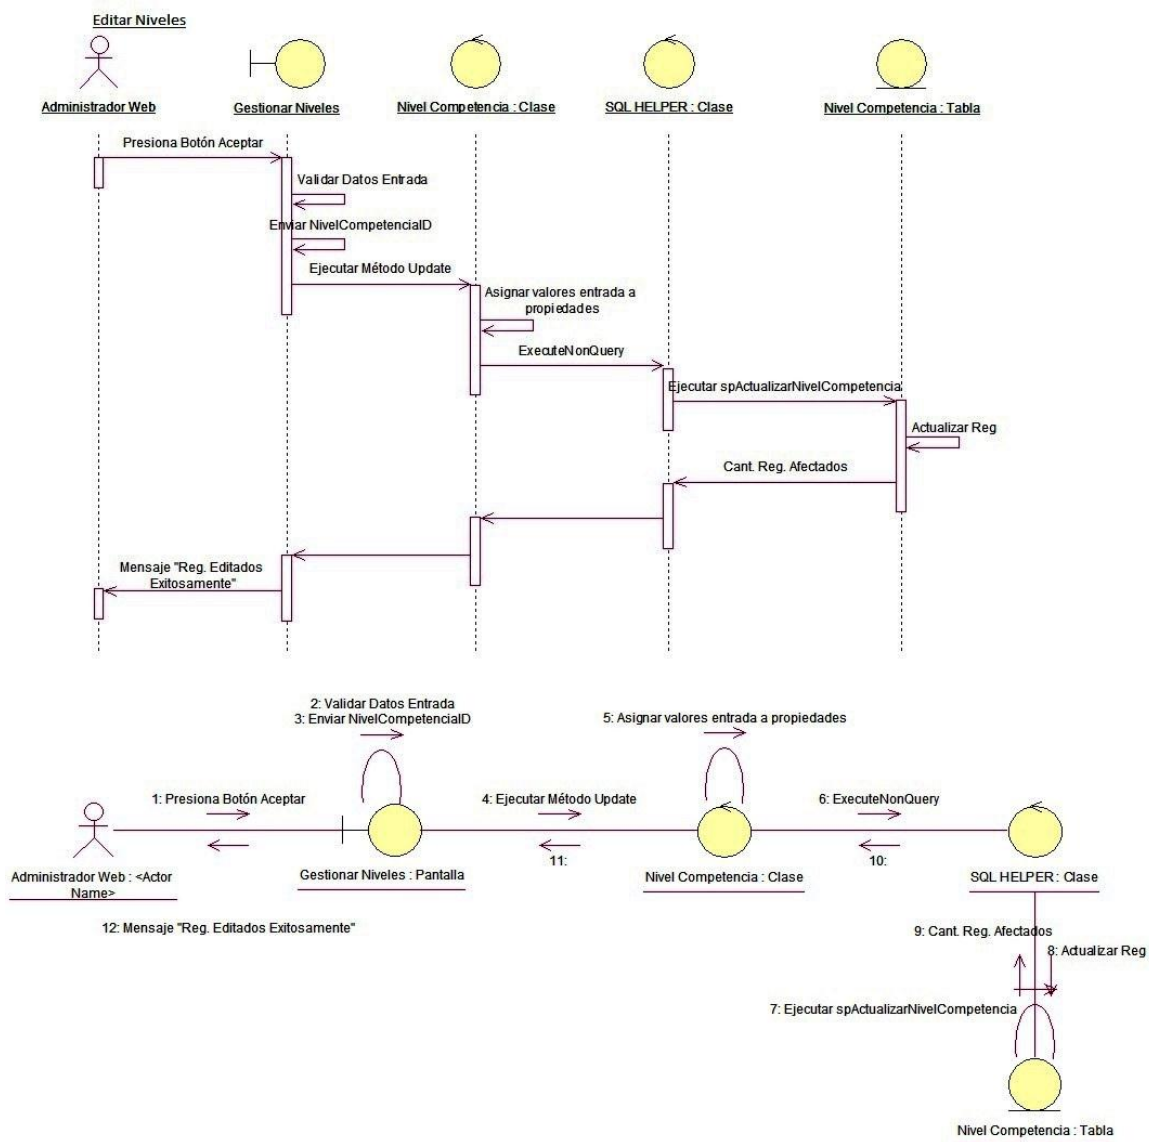 Editar Niveles
Administrador Web
Gestionar Niveles
Nivel Competencia : Clase
SQL HELPER : Clase
Nivel Competencia : Tabla
Presiona Botón Aceptar
Validar Datos Entrada
Enviar NivelCompetenciaID
Ejecutar Método Update
Asignar valores entrada a
propiedades
ExecuteNonQuery
Ejecutar spActualizarNivelCompetencia
Actualizar Reg
Cant. Reg. Afectados
Mensaje "Reg. Editados
Exitosamente"
2: Validar Datos Entrada
3: Enviar NivelCompetenciaID
5: Asignar valores entrada a propiedades
1: Presiona Botón Aceptar
4: Ejecutar Método Update
6: ExecuteNonQuery
11:
10:
Administrador Web : <Actor
Name>
Gestionar Niveles : Pantalla
Nivel Competencia : Clase
SQL HELPER : Clase
12: Mensaje "Reg. Editados Exitosamente"
9: Cant. Reg. Afectados
8: Actualizar Reg
7: Ejecutar spActualizarNivelCompetencia
Nivel Competencia : Tabla